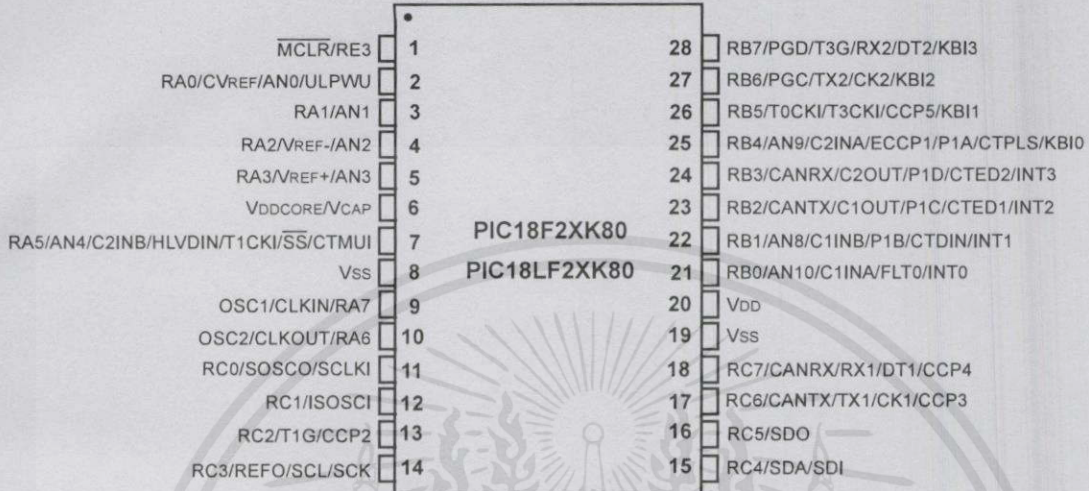 MCLR/RE3 1 28 RB7/PGD/T3G/RX2/DT2/KBI3
RA0/CVREF/AN0/ULPWU 2 27 RB6/PGC/TX2/CK2/KBI2
RA1/AN1 3 26 RB5/T0CKI/T3CKI/CCP5/KBI1
RA2/VREF-/AN2 4 25 RB4/AN9/C2INA/ECCP1/P1A/CTPLS/KBI0
RA3/VREF+/AN3 5 24 RB3/CANRX/C2OUT/P1D/CTED2/INT3
VDDCORE/VCAP 6 23 RB2/CANTX/C1OUT/P1C/CTED1/INT2
PIC18F2XK80
RA5/AN4/C2INB/HLVDIN/T1CKI/SS/CTMUI 7 22 RB1/AN8/C1INB/P1B/CTDIN/INT1
PIC18LF2XK80
VSS 8 21 RB0/AN10/C1INA/FLT0/INT0
OSC1/CLKIN/RA7 9 20 VDD
OSC2/CLKOUT/RA6 10 19 VSS
RC0/SOSCO/SCLKI 11 18 RC7/CANRX/RX1/DT1/CCP4
RC1/ISOSCI 12 17 RC6/CANTX/TX1/CK1/CCP3
RC2/T1G/CCP2 13 16 RC5/SDO
RC3/REFO/SCL/SCK 14 15 RC4/SDA/SDI